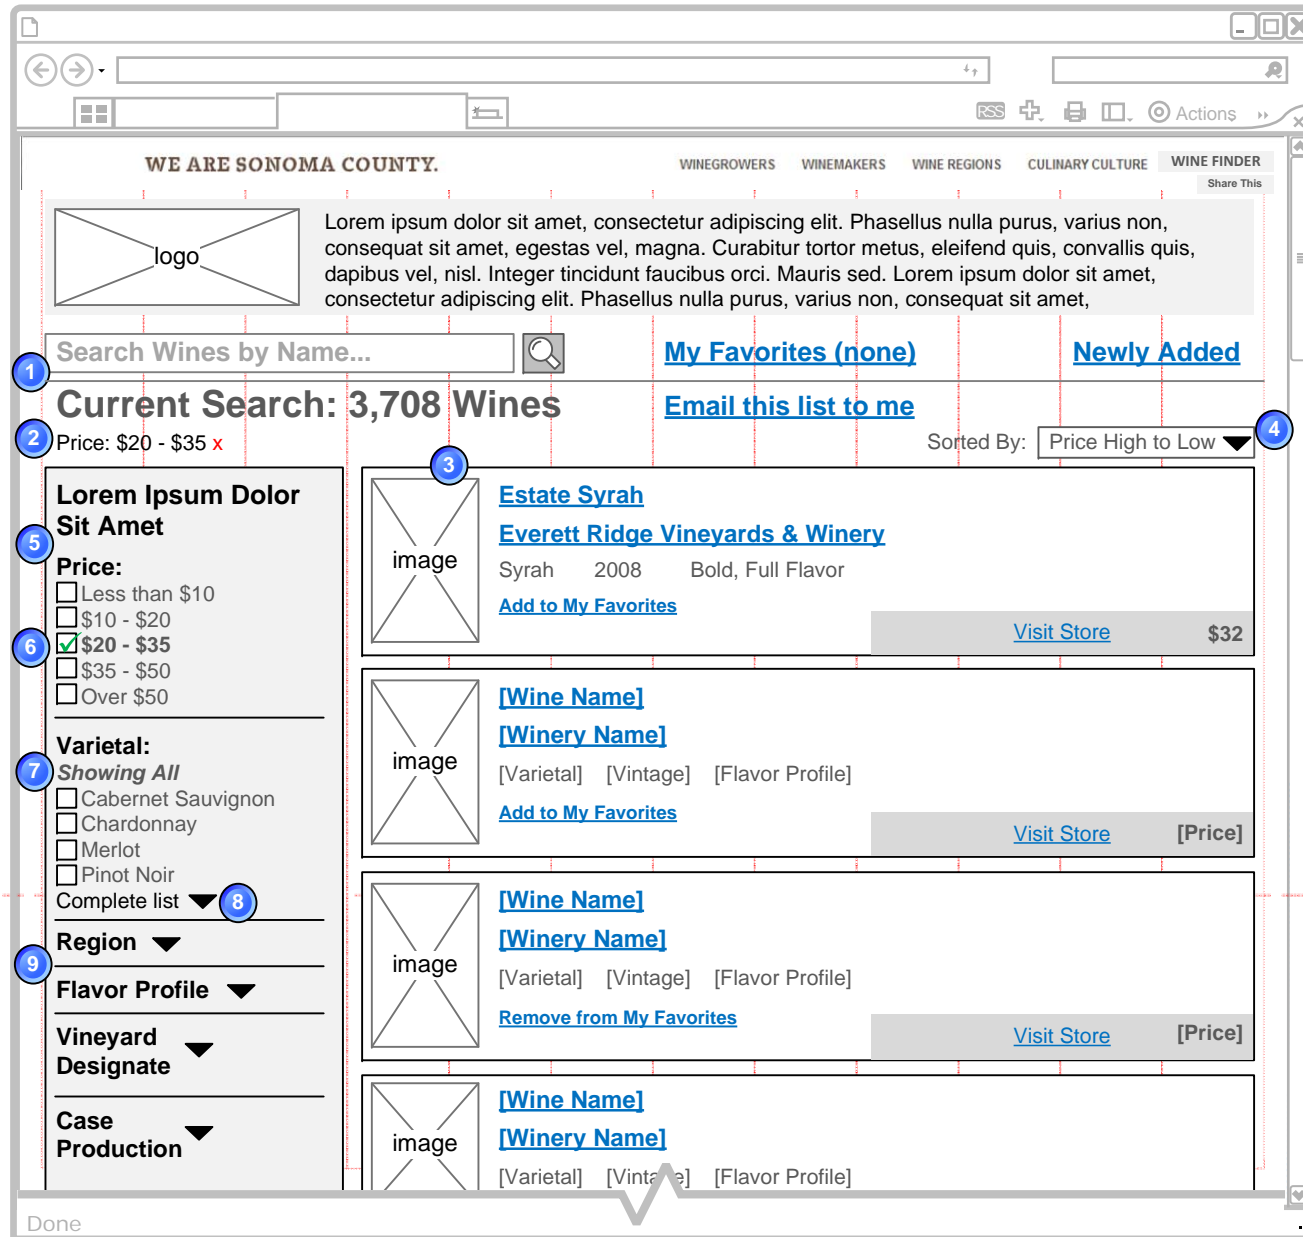 Actions
WE ARE SONOMA COUNTY.
WINEGROWERS WINEMAKERS WINE REGIONS CULINARY CULTURE WINE FINDER
Share This
logo
Lorem ipsum dolor sit amet, consectetur adipiscing elit. Phasellus nulla purus, varius non,
consequat sit amet, egestas vel, magna. Curabitur tortor metus, eleifend quis, convallis quis,
dapibus vel, nisl. Integer tincidunt faucibus orci. Mauris sed. Lorem ipsum dolor sit amet,
consectetur adipiscing elit. Phasellus nulla purus, varius non, consequat sit amet,
Search Wines by Name...
My Favorites (none)
Newly Added
1
Current Search: 3,708 Wines
Email this list to me
2
Price: $20 - $35 x
Sorted By: Price High to Low
4
3
Lorem Ipsum Dolor
Sit Amet
5
Price:
Less than $10
$10 - $20
6
$20 - $35
$35 - $50
Over $50
Varietal:
7
Showing All
Cabernet Sauvignon
Chardonnay
Merlot
Pinot Noir
Complete list
8
Region
9
Flavor Profile
Vineyard
Designate
Case
Production
image
Estate Syrah
Everett Ridge Vineyards & Winery
Syrah 2008 Bold, Full Flavor
Add to My Favorites
Visit Store $32
image
[Wine Name]
[Winery Name]
[Varietal] [Vintage] [Flavor Profile]
Add to My Favorites
Visit Store [Price]
image
[Wine Name]
[Winery Name]
[Varietal] [Vintage] [Flavor Profile]
Remove from My Favorites
Visit Store [Price]
image
[Wine Name]
[Winery Name]
[Varietal] [Vintage] [Flavor Profile]
Done
RSS